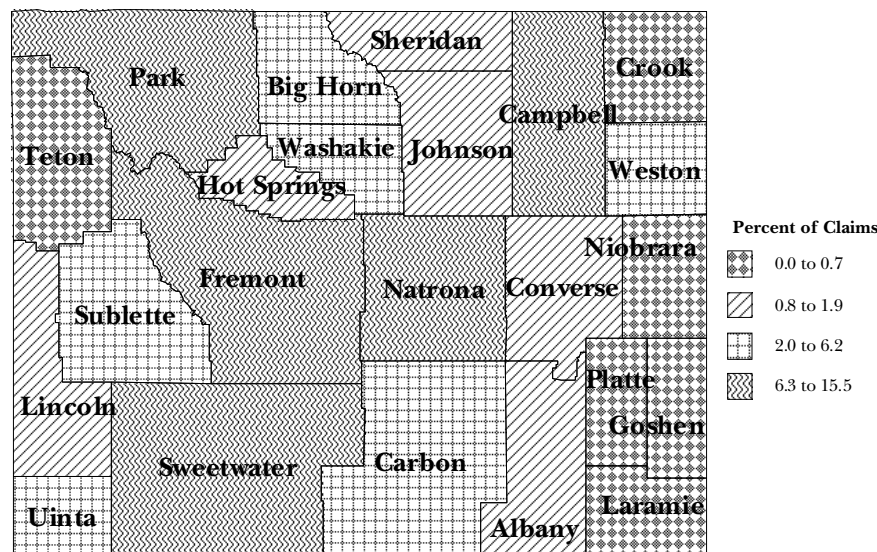 Sheridan
Park
Crook
Big Horn
Campbell
Teton
Washakie
Johnson
Weston
Hot Springs
Niobrara
Fremont
Natrona
Converse
Sublette
Platte
Lincoln
Goshen
Sweetwater
Carbon
Laramie
Uinta
Albany
Percent of Claims
0.0 to 0.7
0.8 to 1.9
2.0 to 6.2
6.3 to 15.5